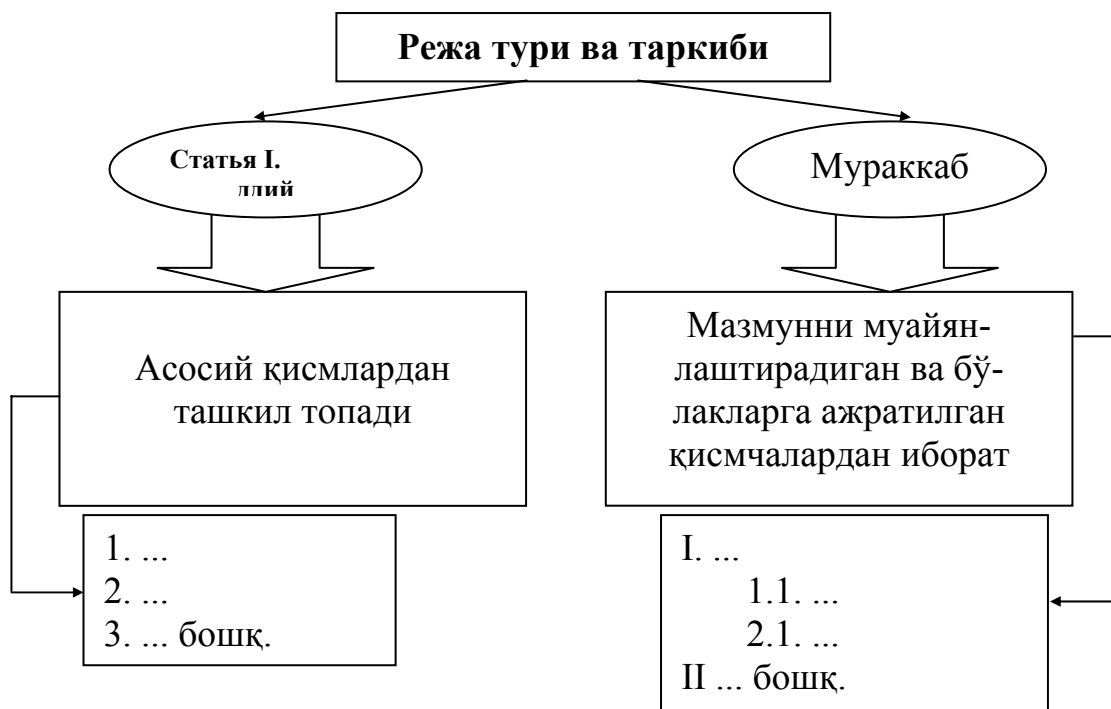 Режа тури ва таркиби
Статья I.
ддий
Мураккаб
Асосий қисмлардан
ташкил топади
Мазмунни муайян-
лаштирадиган ва бў-
лакларга ажратилган
қисмчалардан иборат
1. ...
2. ...
3. ... бошқ.
I. ...
1.1. ...
2.1. ...
II ... бошқ.